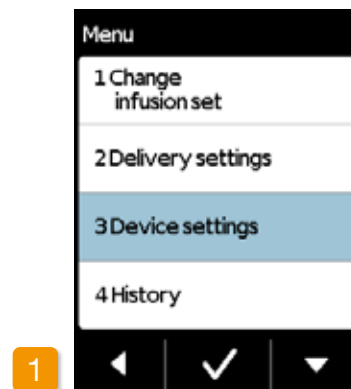 Menu
1 Change
infusion set
2 Delivery settings
3 Device settings
4 History
1